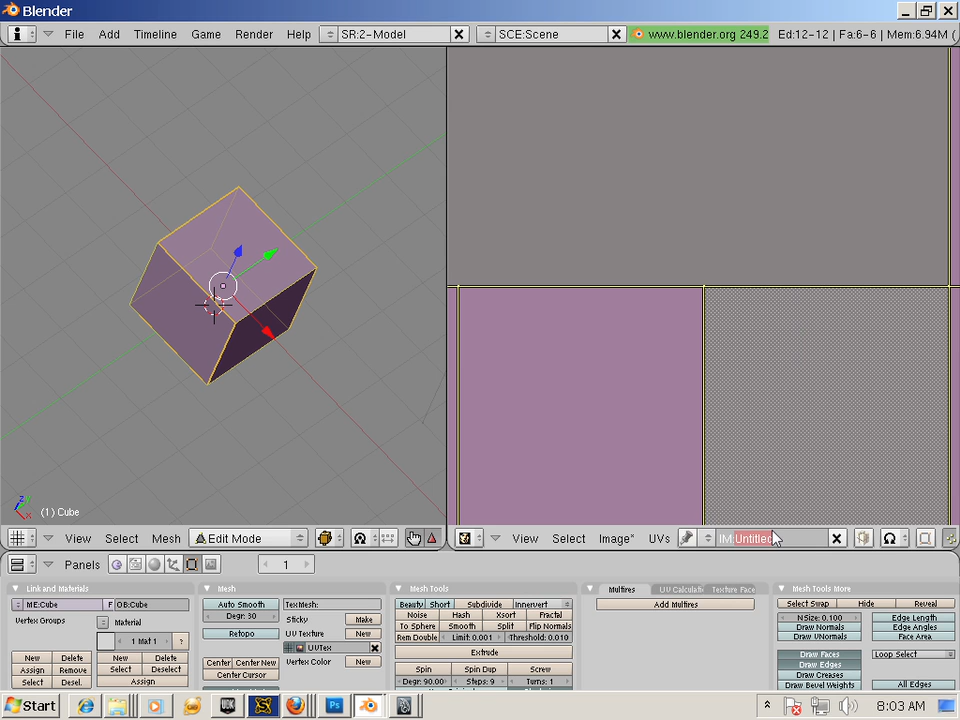 Blender
File Add Timeline Game Render Help SR:2-Model SCE:Scene www.blender.org 249.2 Ed:12-12 | Fa:6-6 | Mem:6.94M (
(1) Cube
View Select Mesh Edit Mode View Select Image* UVs IM:Untitled
Panels 1
Link and Materials
ME:Cube F OB:Cube
Vertex Groups
Material
1 Mat 1 ?
New Delete New Delete
Assign Remove Select Deselect
Select Desel. Assign
Mesh
Auto Smooth TexMesh:
Degr: 30 Sticky Make
Retopo UV Texture New
UVTex
Center Center New Vertex Color New
Center Cursor
Mesh Tools
Beauty Short Subdivide Innervert
Noise Hash Xsort Fractal
To Sphere Smooth Split Flip Normals
Rem Double Limit: 0.001 Threshold: 0.010
Extrude
Spin Spin Dup Screw
Degr: 90.00 Steps: 9 Turns: 1
Multires UV Calculati Texture Face
Add Multires
Mesh Tools More
Select Swap Hide Reveal
NSize: 0.100 Edge Length
Draw Normals Edge Angles
Draw VNormals Face Area
Draw Faces Loop Select
Draw Edges
Draw Creases
Draw Bevel Weights All Edges
Start UDK Ps 8:03 AM